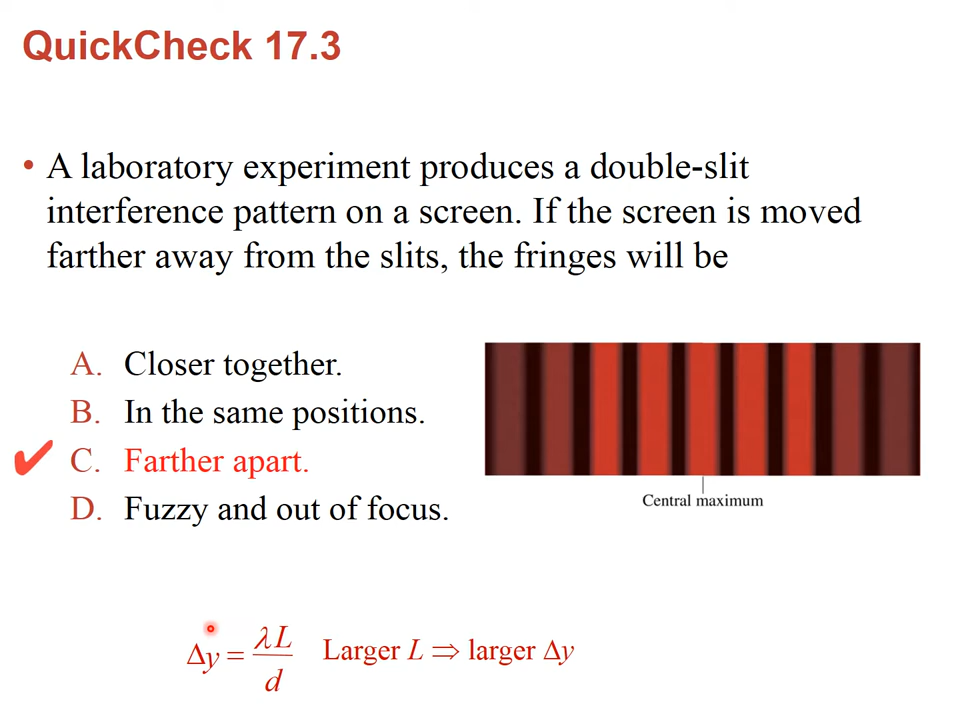 QuickCheck 17.3
• A laboratory experiment produces a double-slit
interference pattern on a screen. If the screen is moved
farther away from the slits, the fringes will be
A. Closer together.
B. In the same positions.
✔ C. Farther apart.
D. Fuzzy and out of focus.
Central maximum
Δy = λL/d Larger L ⇒ larger Δy